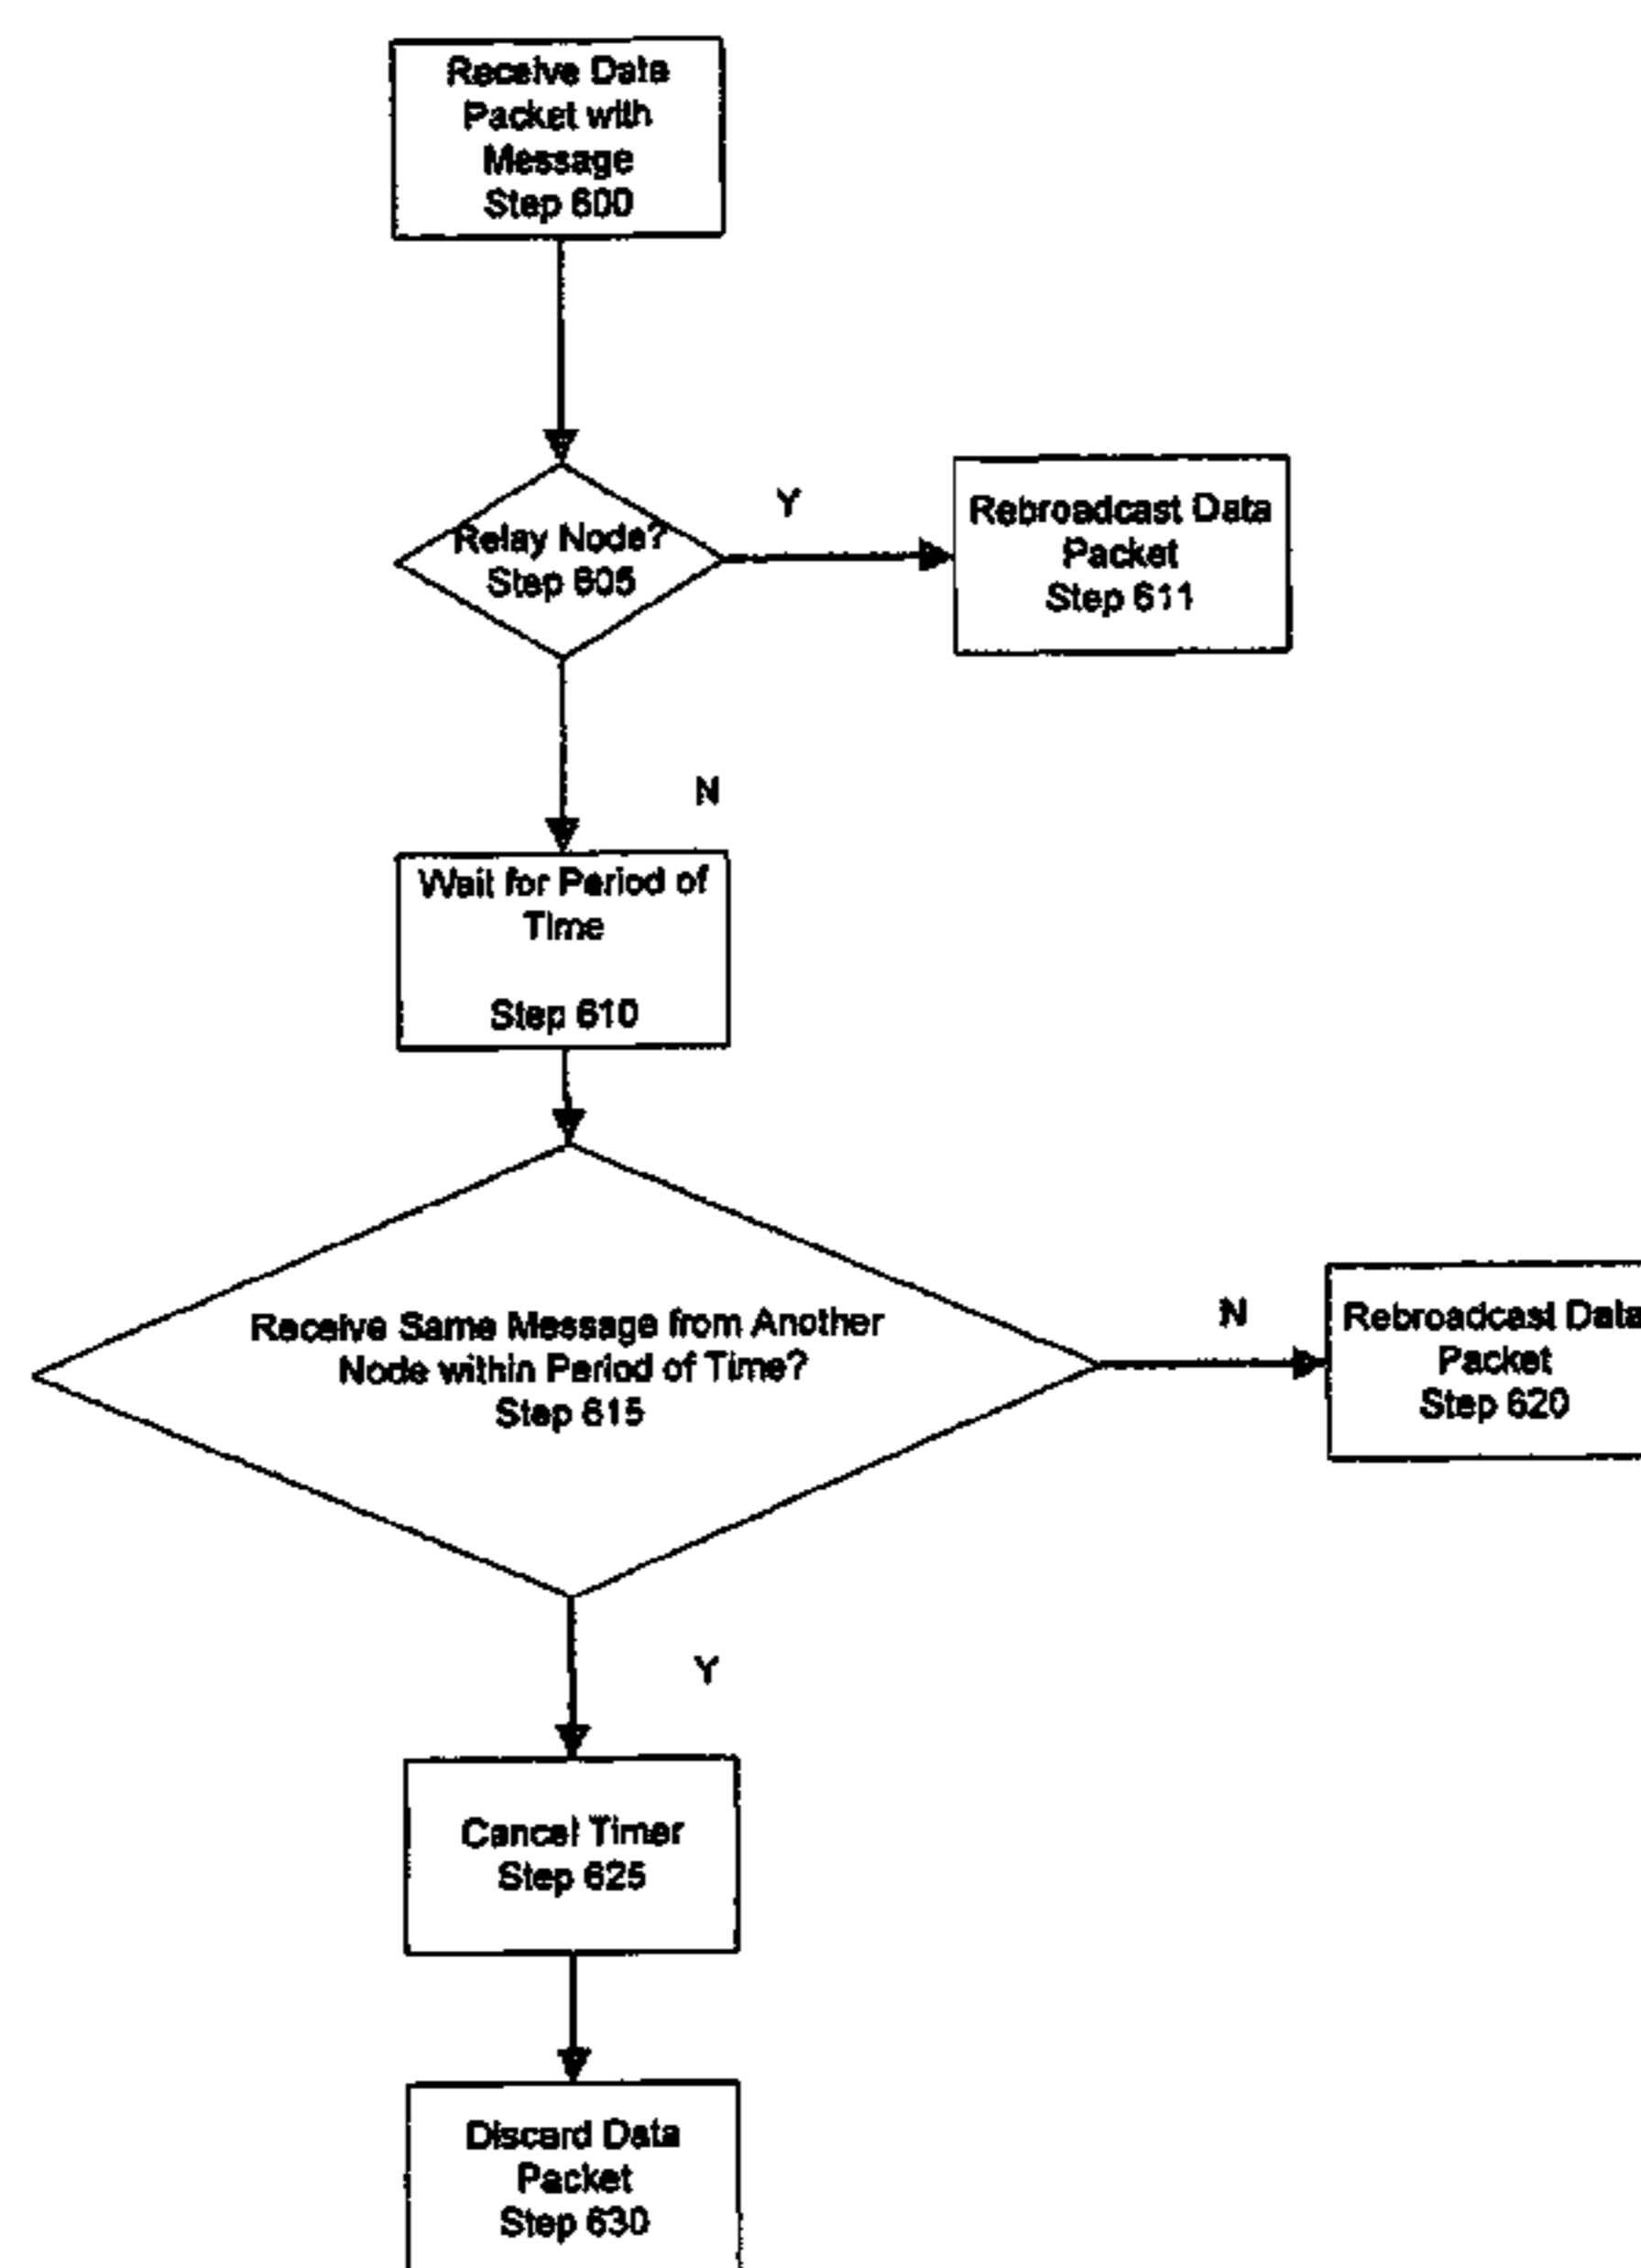 Receive Data
Packet with
Message
Step 600
Relay Node?
Step 605
Y
Rebroadcast Data
Packet
Step 611
N
Wait for Period of
Time
Step 610
Receive Same Message from Another
Node within Period of Time?
Step 615
N
Rebroadcast Data
Packet
Step 620
Y
Cancel Timer
Step 625
Discard Data
Packet
Step 630